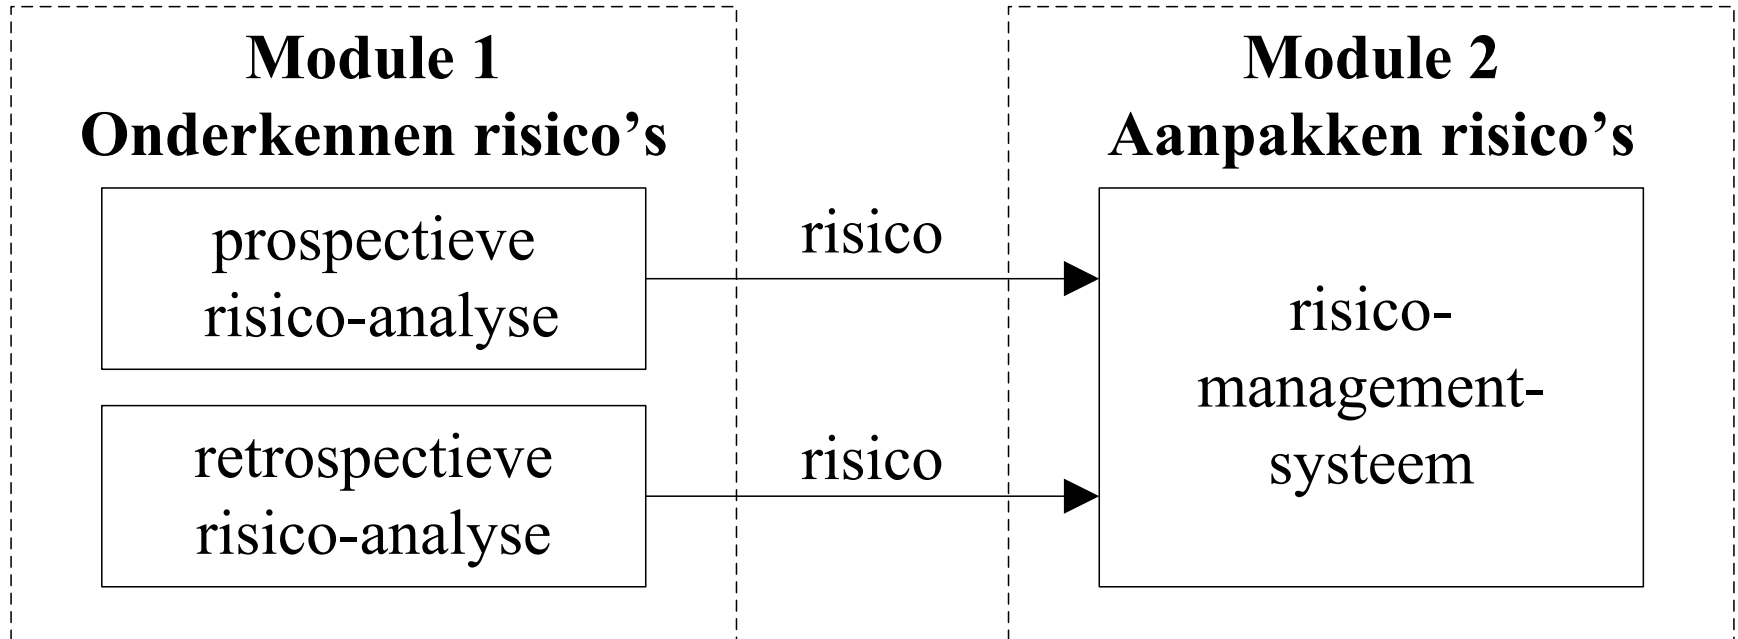 Module 1
Onderkennen risico’s
prospectieve
risico-analyse
retrospectieve
risico-analyse
risico
risico
Module 2
Aanpakken risico’s
risico-
management-
systeem